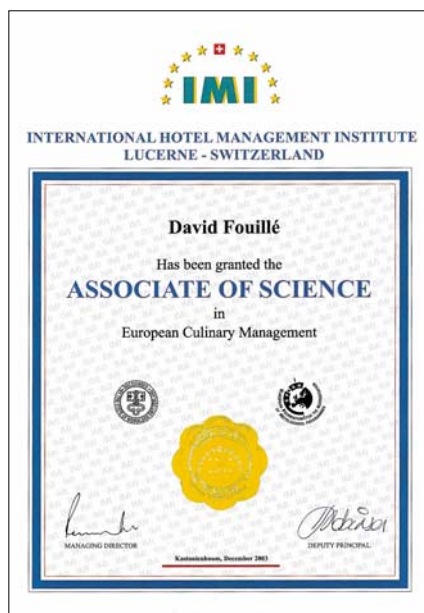 IMI
INTERNATIONAL HOTEL MANAGEMENT INSTITUTE
LUCERNE - SWITZERLAND
David Fouillé
Has been granted the
ASSOCIATE OF SCIENCE
in
European Culinary Management
MANAGING DIRECTOR
DEPUTY PRINCIPAL
Kastanienbaum, December 2003